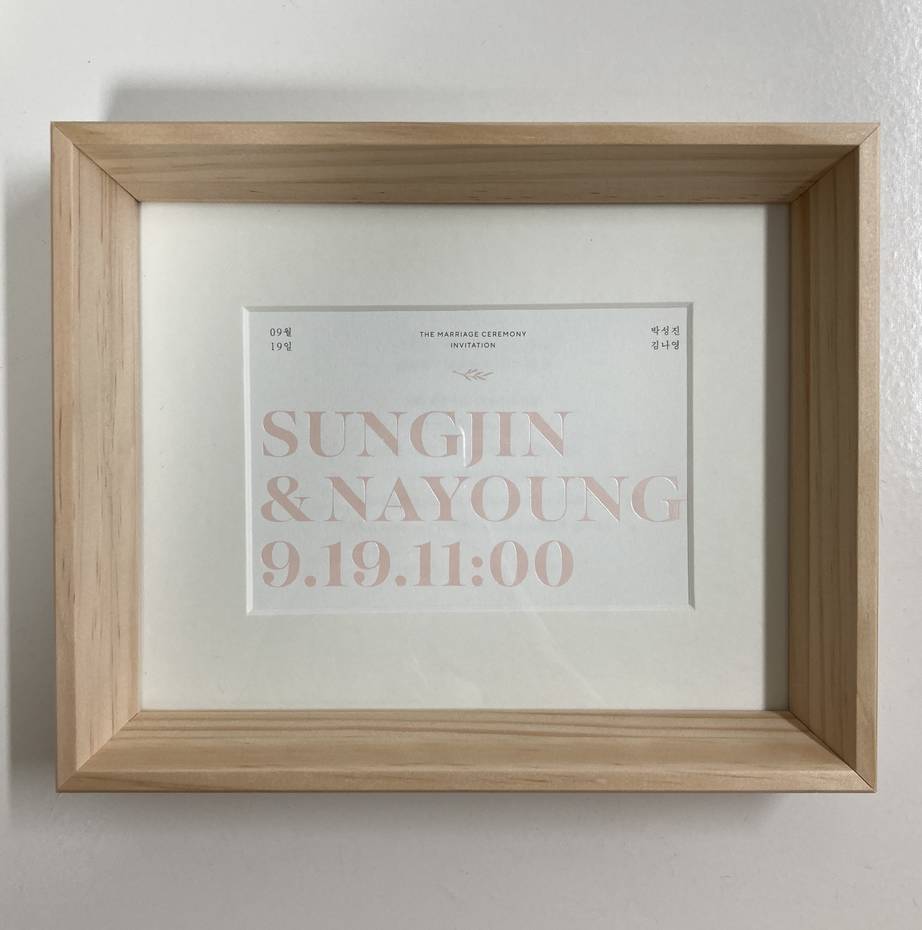 09월
19일
THE MARRIAGE CEREMONY
INVITATION
박성진
김나영
SUNGJIN
& NAYOUNG
9.19.11:00